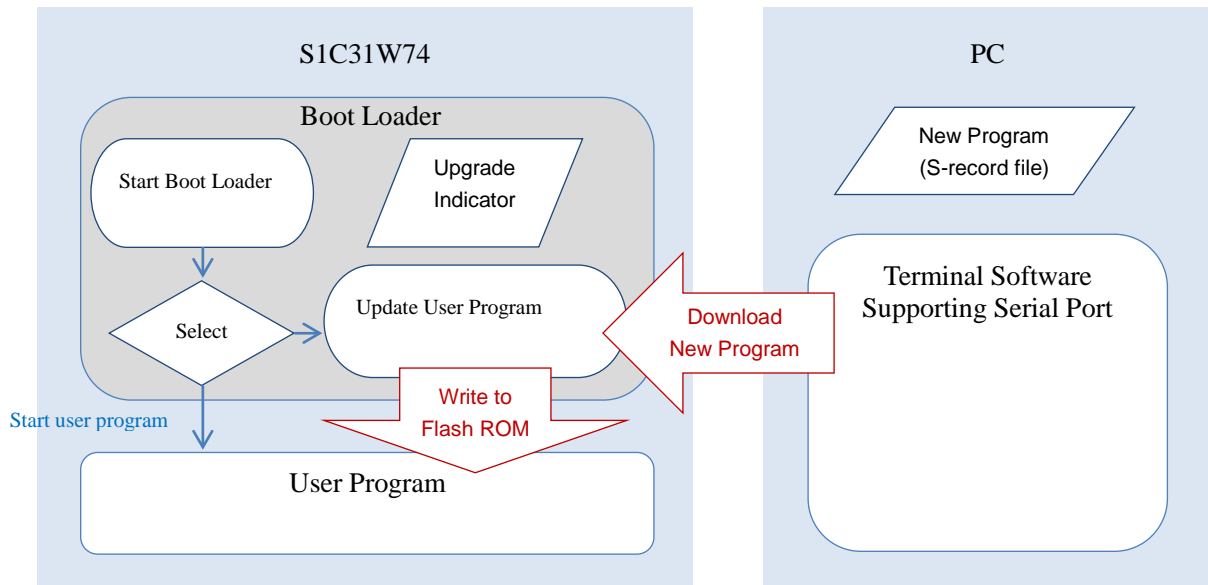 S1C31W74
Boot Loader
Start Boot Loader
Upgrade
Indicator
Select
Update User Program
Start user program
Write to
Flash ROM
User Program
Download
New Program
PC
New Program
(S-record file)
Terminal Software
Supporting Serial Port